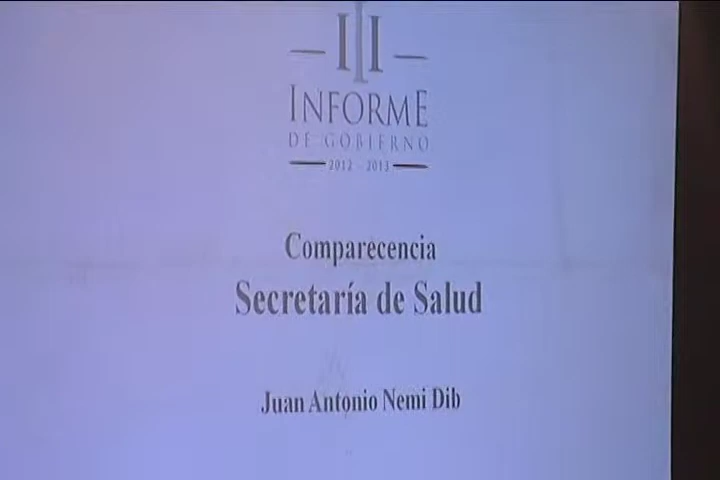 III
INFORME
DE GOBIERNO
2012 - 2013
Comparecencia
Secretaría de Salud
Juan Antonio Nemi Dib